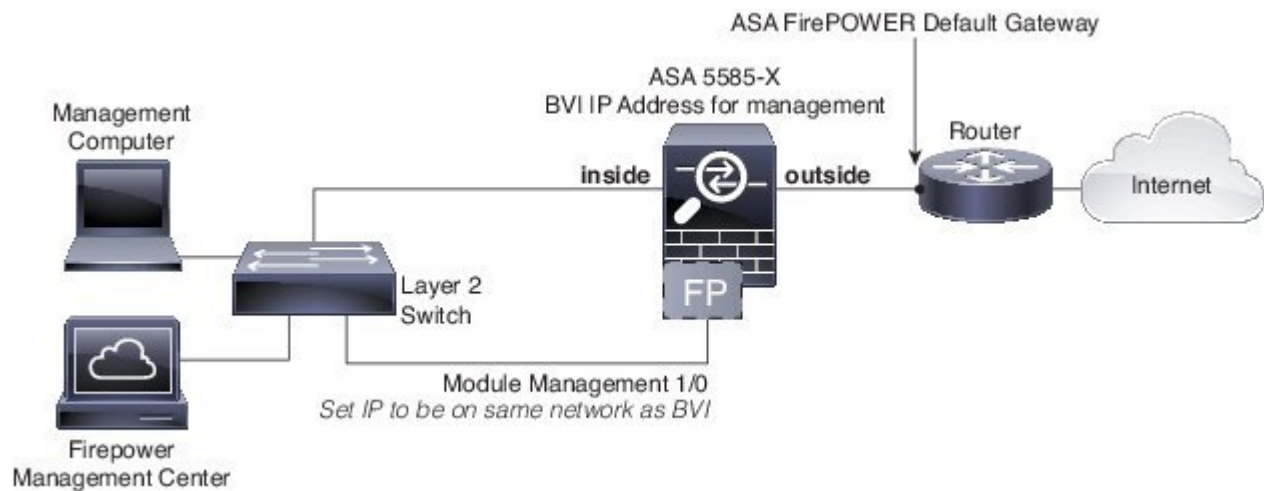 ASA FirePOWER Default Gateway
ASA 5585-X
BVI IP Address for management
Management
Computer
Router
inside
outside
Internet
Layer 2
Switch
FP
Module Management 1/0
Set IP to be on same network as BVI
Firepower
Management Center